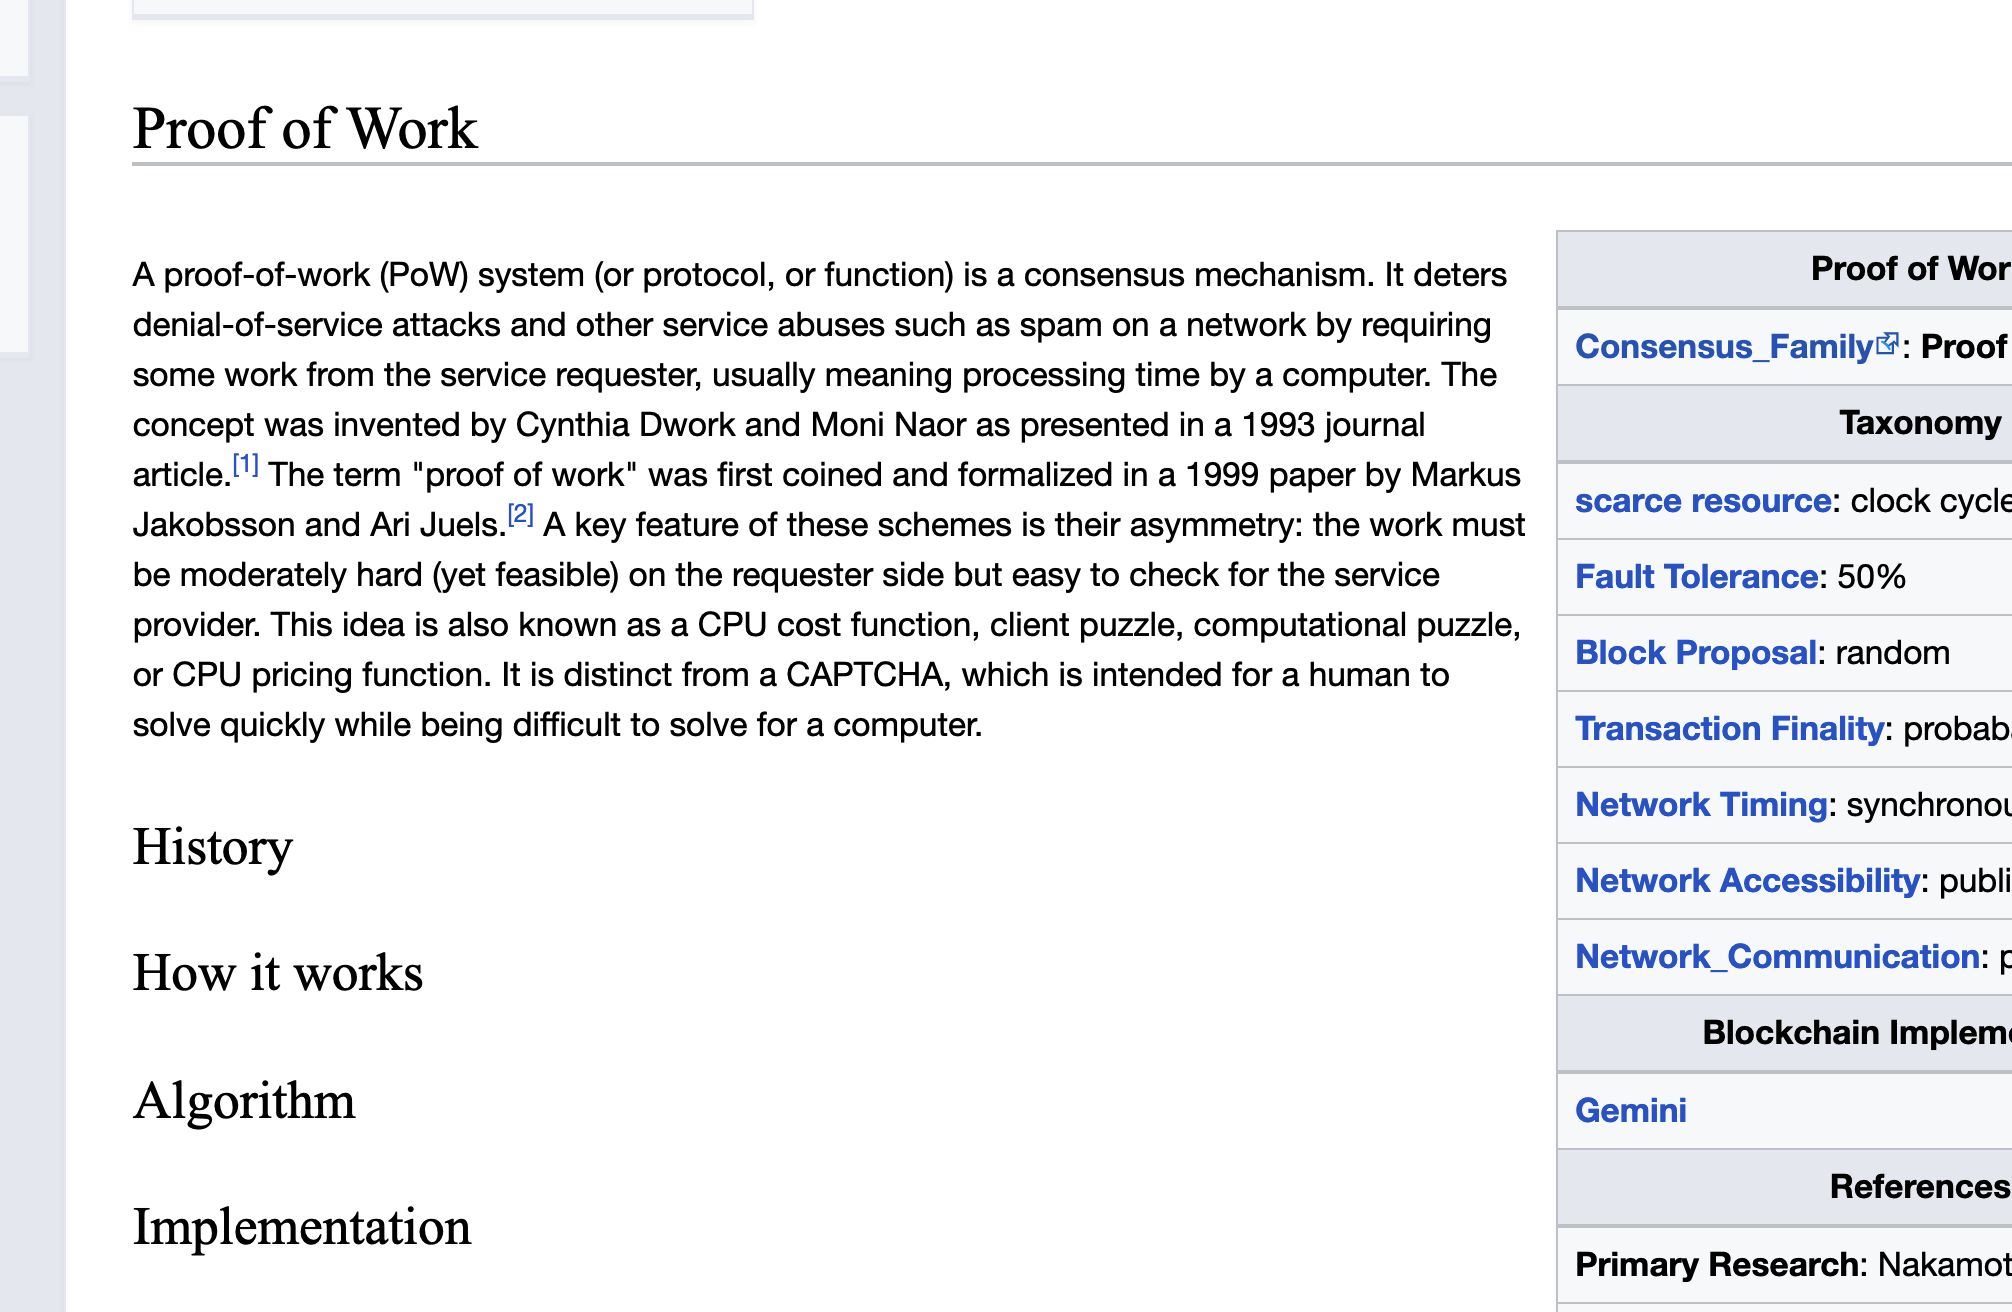 Proof of Work
A proof-of-work (PoW) system (or protocol, or function) is a consensus mechanism. It deters
denial-of-service attacks and other service abuses such as spam on a network by requiring
some work from the service requester, usually meaning processing time by a computer. The
concept was invented by Cynthia Dwork and Moni Naor as presented in a 1993 journal
article.[1] The term "proof of work" was first coined and formalized in a 1999 paper by Markus
Jakobsson and Ari Juels.[2] A key feature of these schemes is their asymmetry: the work must
be moderately hard (yet feasible) on the requester side but easy to check for the service
provider. This idea is also known as a CPU cost function, client puzzle, computational puzzle,
or CPU pricing function. It is distinct from a CAPTCHA, which is intended for a human to
solve quickly while being difficult to solve for a computer.
History
How it works
Algorithm
Implementation
Proof of Wor
Consensus_Family: Proof
Taxonomy
scarce resource: clock cycle
Fault Tolerance: 50%
Block Proposal: random
Transaction Finality: probab
Network Timing: synchronou
Network Accessibility: publi
Network_Communication: p
Blockchain Implem
Gemini
References
Primary Research: Nakamot